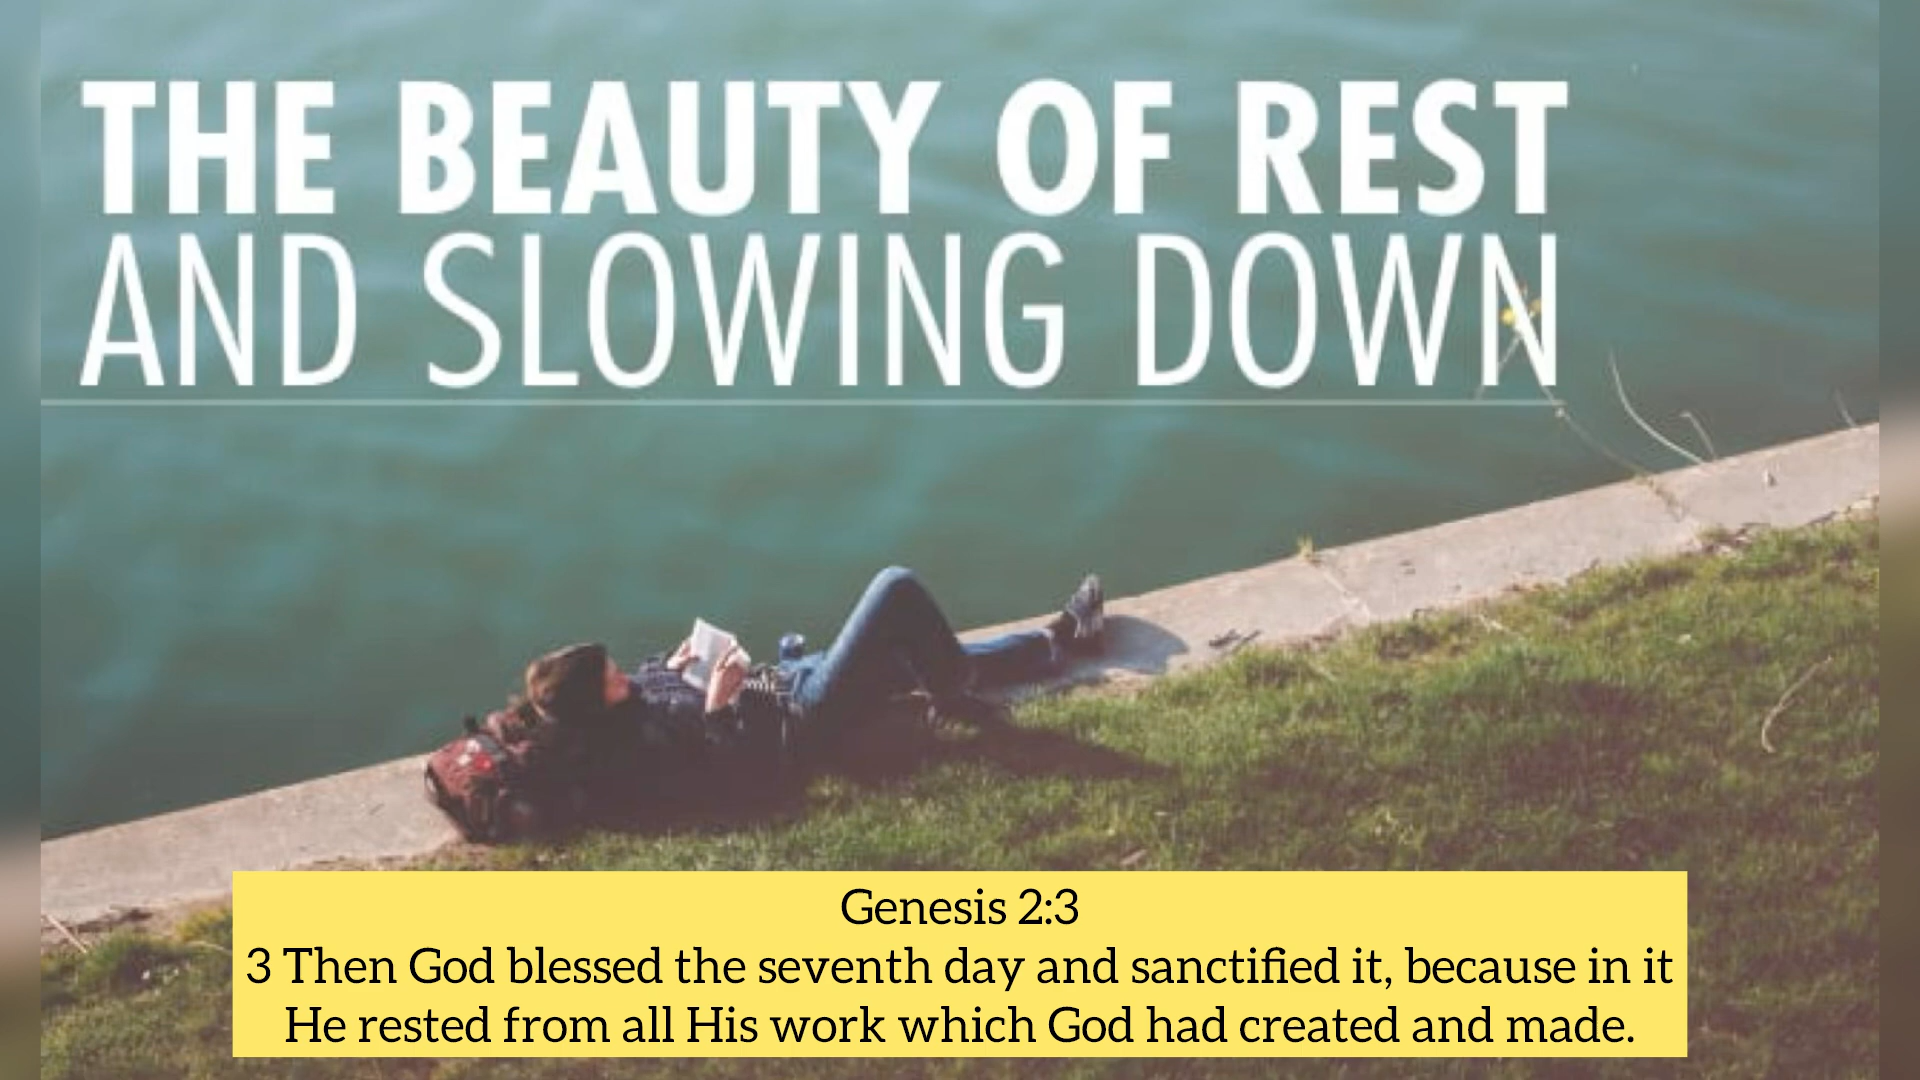 THE BEAUTY OF REST
AND SLOWING DOWN
Genesis 2:3
3 Then God blessed the seventh day and sanctified it, because in it
He rested from all His work which God had created and made.